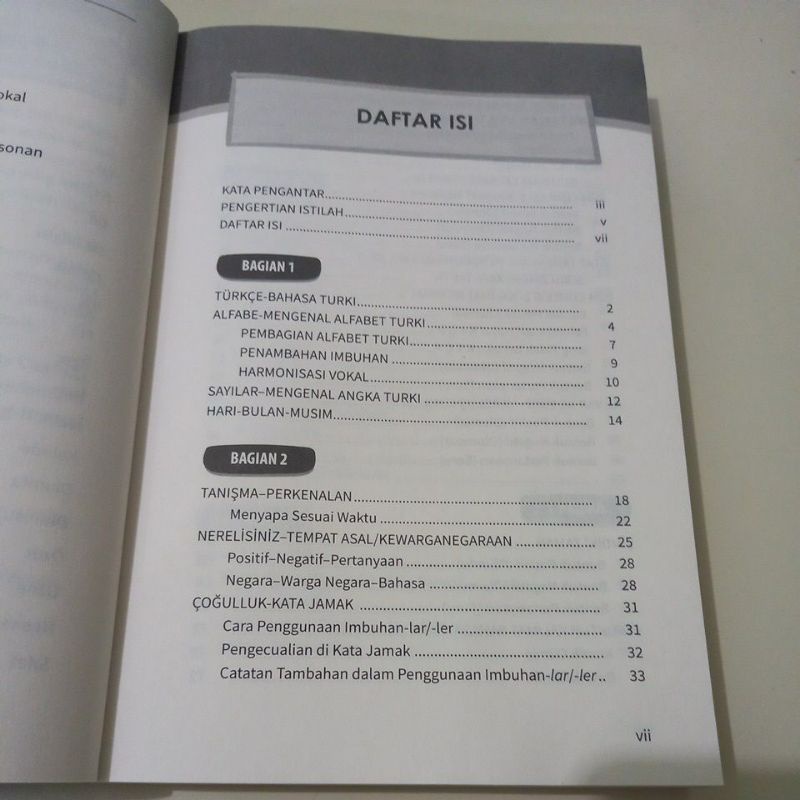 okal
sonan
DAFTAR ISI
KATA PENGANTAR........ iii
PENGERTIAN ISTILAH........ v
DAFTAR ISI ........ vii
BAGIAN 1
TÜRKÇE-BAHASA TURKI........ 2
ALFABE-MENGENAL ALFABET TURKI........ 4
PEMBAGIAN ALFABET TURKI........ 7
PENAMBAHAN IMBUHAN ........ 9
HARMONISASI VOKAL........ 10
SAYILAR–MENGENAL ANGKA TURKI ........ 12
HARI-BULAN-MUSIM........ 14
BAGIAN 2
TANIŞMA–PERKENALAN........ 18
Menyapa Sesuai Waktu ........ 22
NERELİSİNİZ–TEMPAT ASAL/KEWARGANEGARAAN ........ 25
Positif–Negatif–Pertanyaan ........ 28
Negara–Warga Negara–Bahasa ........ 28
ÇOĞULLUK-KATA JAMAK ........ 31
Cara Penggunaan Imbuhan-lar/-ler ........ 31
Pengecualian di Kata Jamak ........ 32
Catatan Tambahan dalam Penggunaan Imbuhan-lar/-ler.. 33
vii